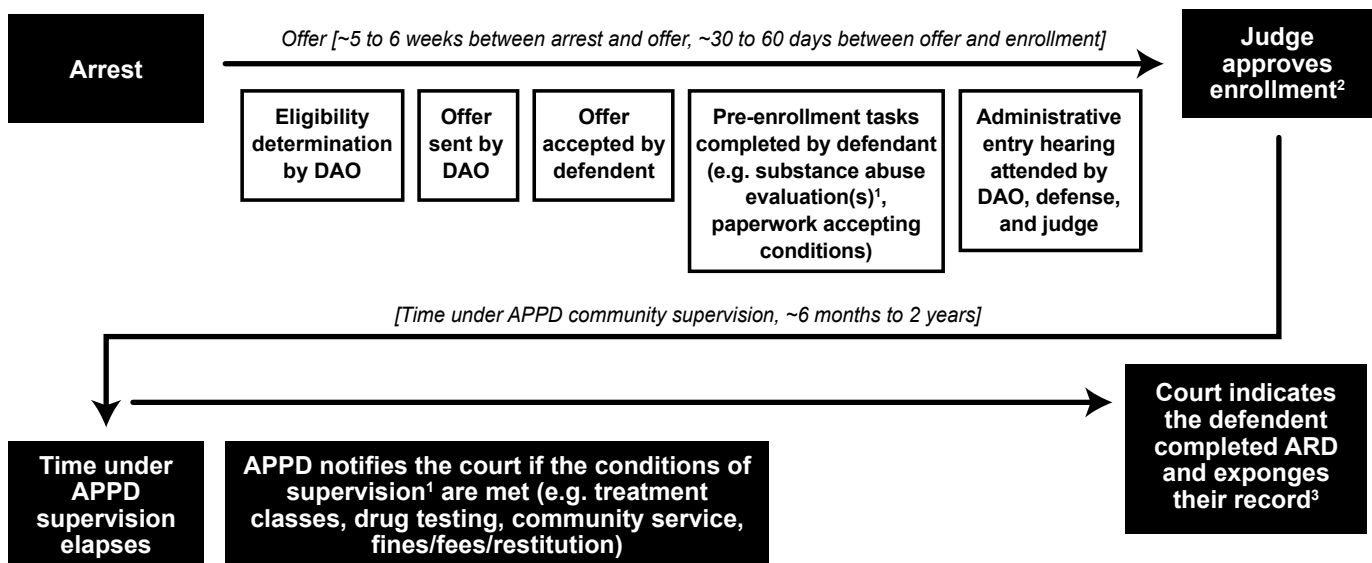 Offer [~5 to 6 weeks between arrest and offer, ~30 to 60 days between offer and enrollment]
Arrest
Judge
approves
enrollment²
Eligibility
determination
by DAO
Offer
sent by
DAO
Offer
accepted by
defendent
Pre-enrollment tasks
completed by defendant
(e.g. substance abuse
evaluation(s)¹,
paperwork accepting
conditions)
Administrative
entry hearing
attended by
DAO, defense,
and judge
[Time under APPD community supervision, ~6 months to 2 years]
Time under
APPD
supervision
elapses
APPD notifies the court if the conditions of
supervision¹ are met (e.g. treatment
classes, drug testing, community service,
fines/fees/restitution)
Court indicates
the defendent
completed ARD
and exponges
their record³